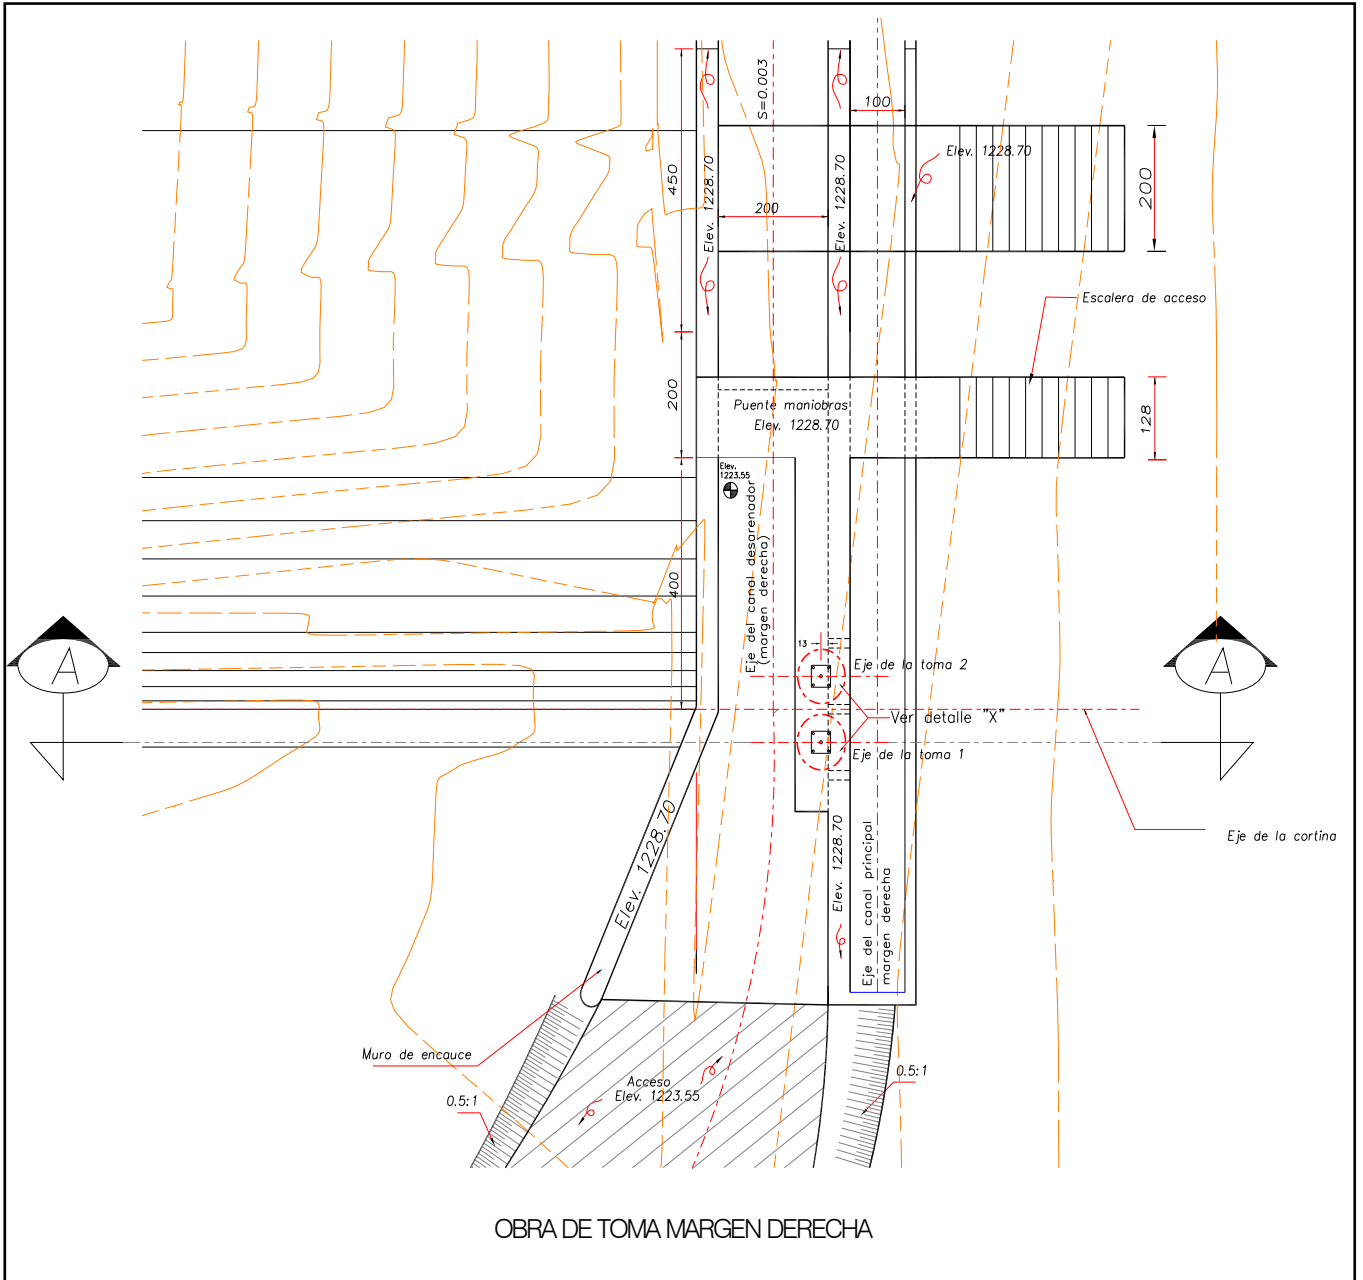 S=0.003
100
Elev. 1228.70
450
Elev. 1228.70
Elev. 1228.70
200
200
Escalera de acceso
200
Puente maniobras
Elev. 1228.70
128
Elev.
1223.55
Eje del canal desarenador
(margen derecha)
400
13
A
A
Eje de la toma 2
Ver detalle "X"
Eje de la toma 1
Eje de la cortina
Elev. 1228.70
Elev. 1228.70
Eje del canal principal
margen derecha
Muro de encauce
Acceso
Elev. 1223.55
0.5:1
0.5:1
OBRA DE TOMA MARGEN DERECHA